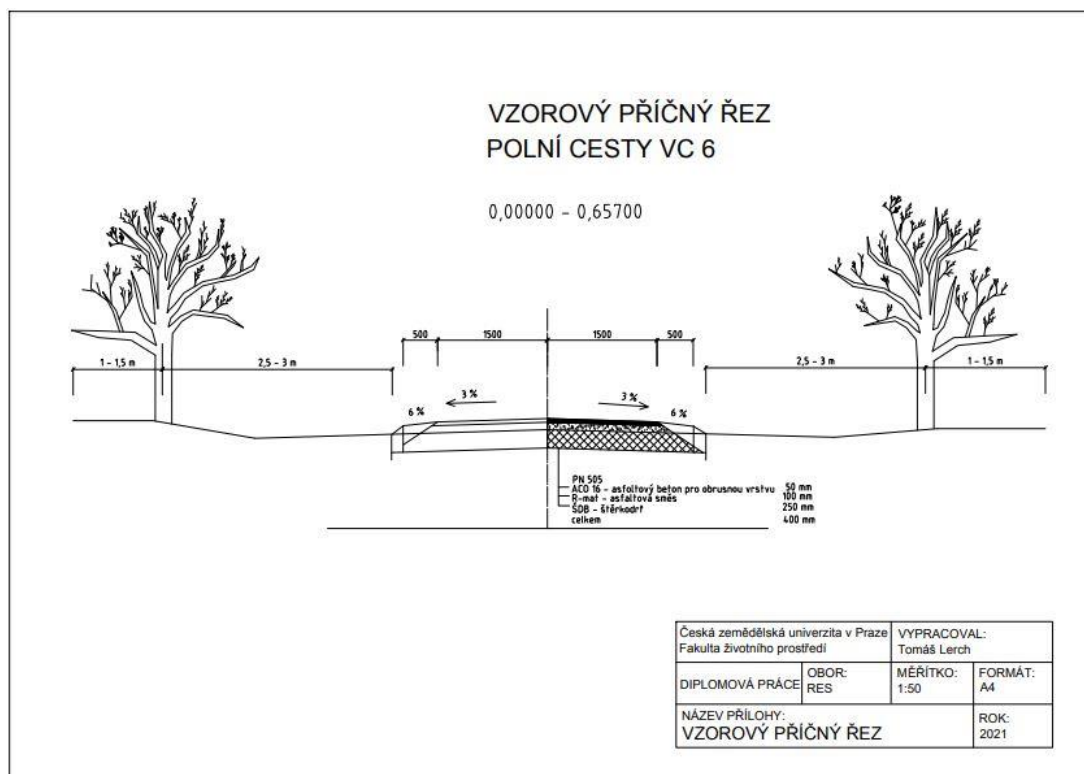 VZOROVÝ PŘÍČNÝ ŘEZ
POLNÍ CESTY VC 6
0,00000 - 0,65700
500 1500 1500 500
1 - 1,5 m 2,5 - 3 m 2,5 - 3 m 1 - 1,5 m
3 % 3 %
6 % 6 %
PN 505
ACO 16 - asfaltový beton pro obrusnou vrstvu 50 mm
R-mat - asfaltová směs 100 mm
ŠDB - štěrkodrť 250 mm
celkem 400 mm
Česká zemědělská univerzita v Praze
Fakulta životního prostředí
VYPRACOVAL:
Tomáš Lerch
DIPLOMOVÁ PRÁCE
OBOR:
RES
MĚŘÍTKO:
1:50
FORMÁT:
A4
NÁZEV PŘÍLOHY:
VZOROVÝ PŘÍČNÝ ŘEZ
ROK:
2021